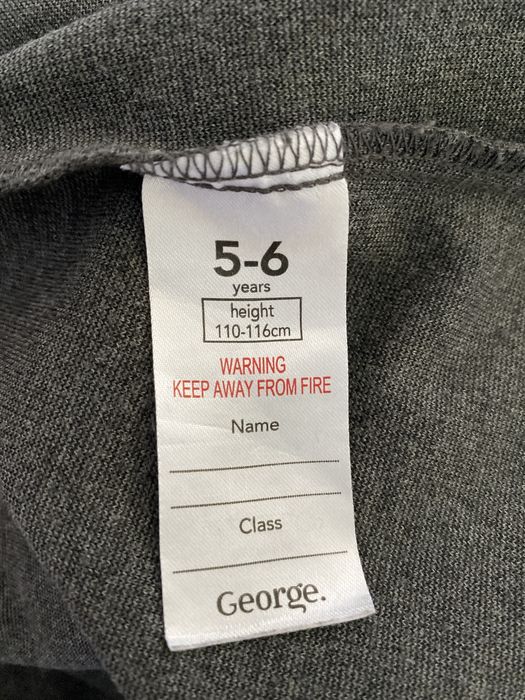 5-6
years
height
110-116cm
WARNING
KEEP AWAY FROM FIRE
Name
Class
George.